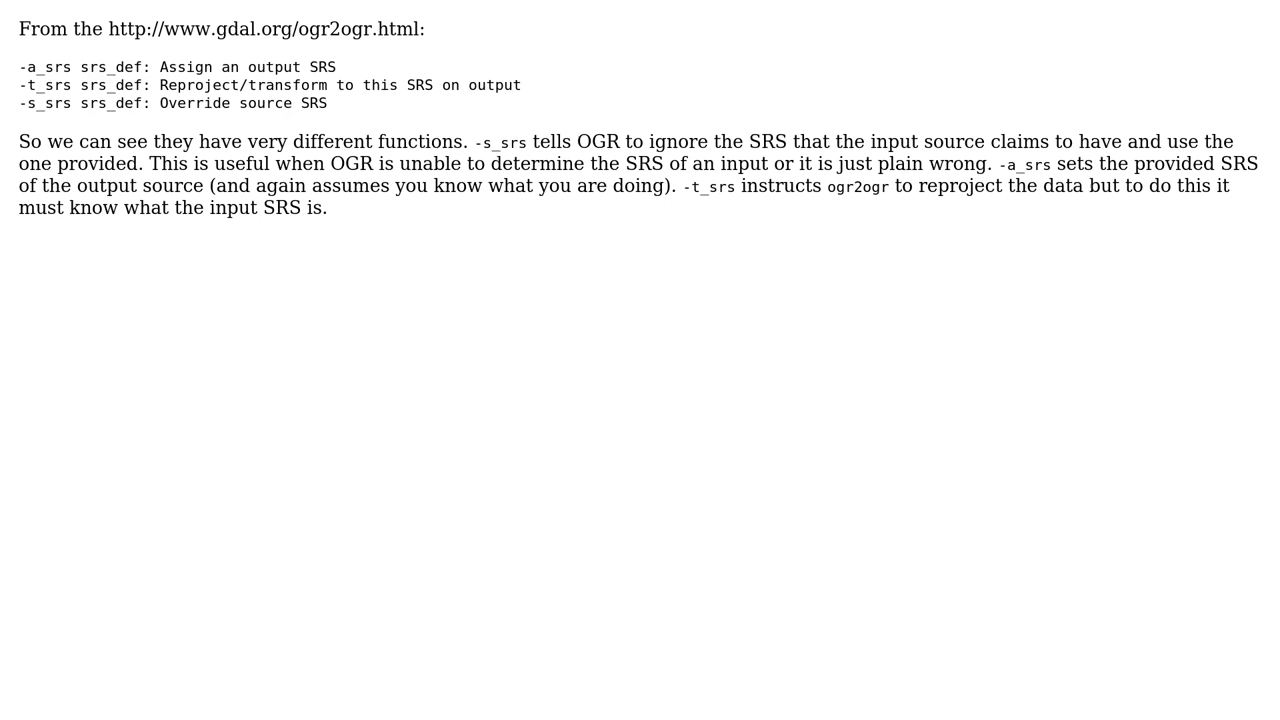 From the http://www.gdal.org/ogr2ogr.html:
-a_srs srs_def: Assign an output SRS
-t_srs srs_def: Reproject/transform to this SRS on output
-s_srs srs_def: Override source SRS
So we can see they have very different functions. -s_srs tells OGR to ignore the SRS that the input source claims to have and use the
one provided. This is useful when OGR is unable to determine the SRS of an input or it is just plain wrong. -a_srs sets the provided SRS
of the output source (and again assumes you know what you are doing). -t_srs instructs ogr2ogr to reproject the data but to do this it
must know what the input SRS is.